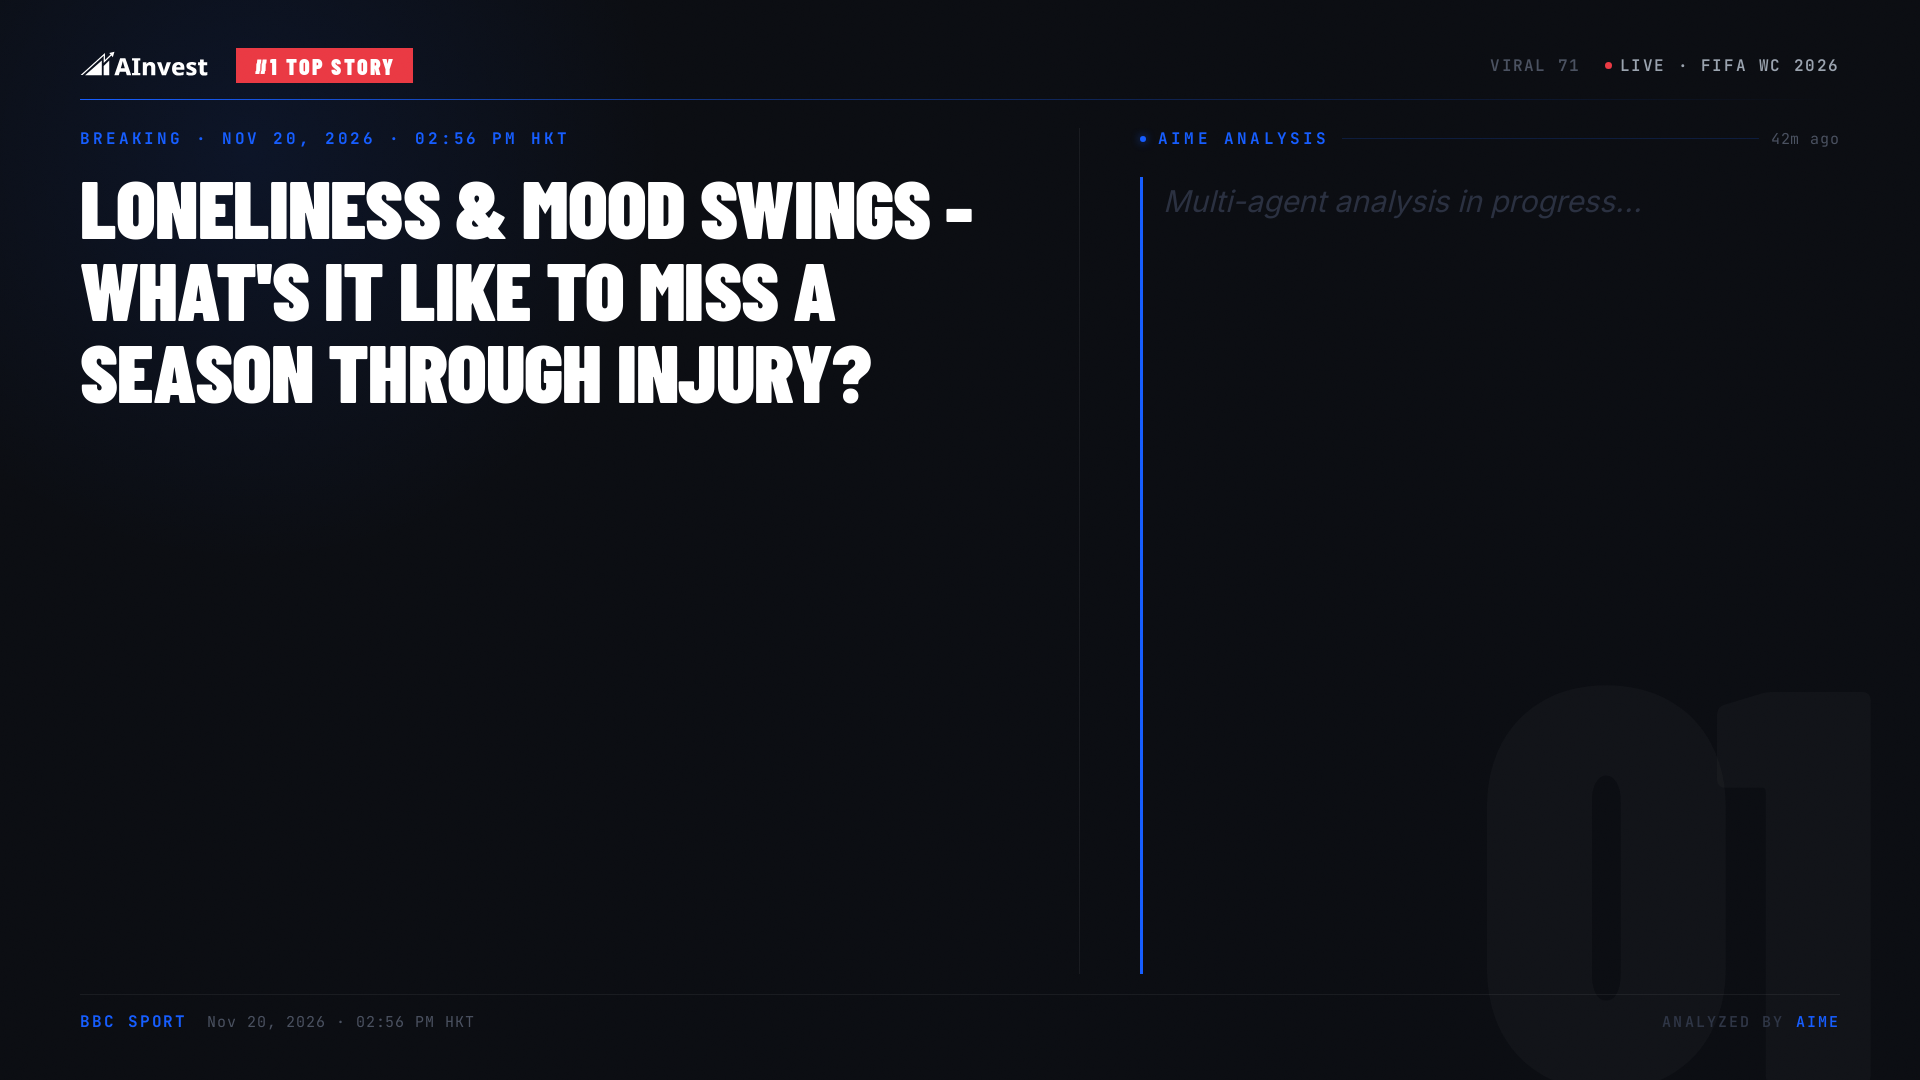 AInvest
#1 TOP STORY
VIRAL 71
LIVE · FIFA WC 2026
BREAKING · NOV 20, 2026 · 02:56 PM HKT
LONELINESS & MOOD SWINGS -
WHAT'S IT LIKE TO MISS A
SEASON THROUGH INJURY?
AIME ANALYSIS
42m ago
Multi-agent analysis in progress...
01
BBC SPORT
Nov 20, 2026 · 02:56 PM HKT
ANALYZED BY AIME